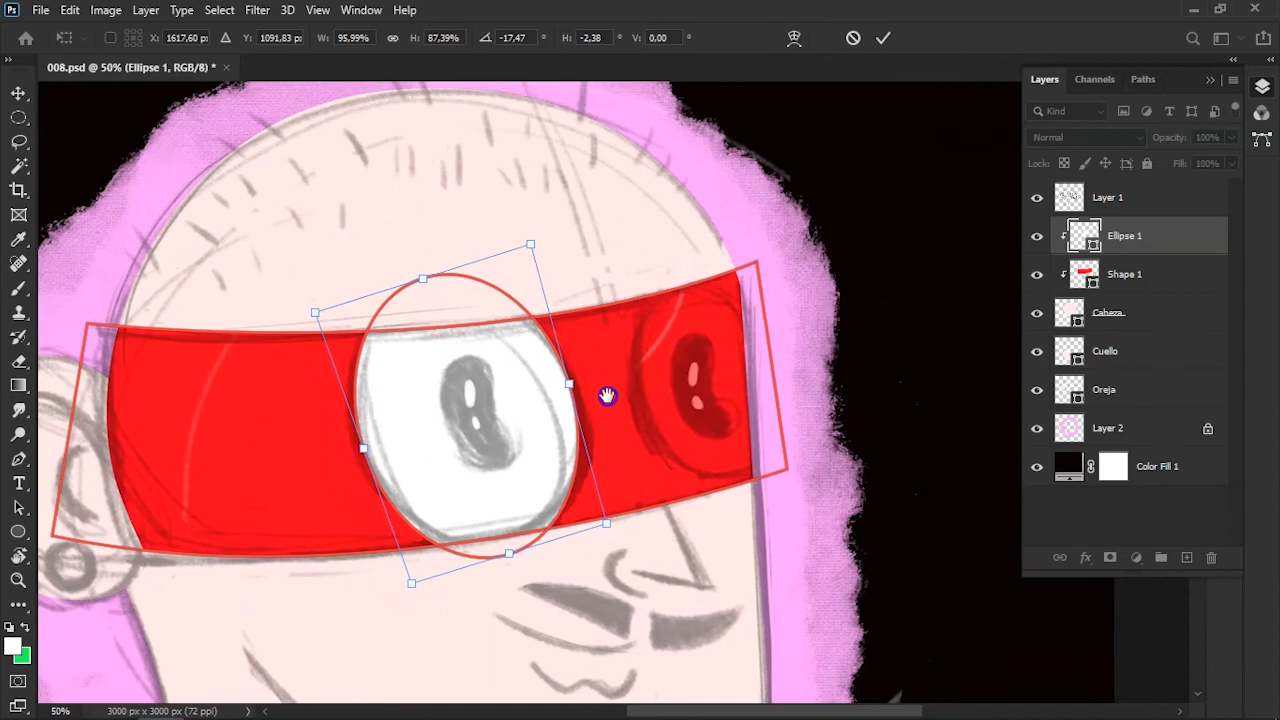 Ps File Edit Image Layer Type Select Filter 3D View Window Help
X: 1617,60 px Y: 1091,83 px W: 95,99% H: 87,39% -17,47 ° H: -2,38 ° V: 0,00 °
008.psd @ 50% (Ellipse 1, RGB/8) * ×
Layers Channels Paths
Kind
Normal Opacity: 100%
Lock: Fill: 100%
Layer 1
Ellipse 1
Shape 1
Cabeza
Cuello
Oreja
Layer 2
Color Fill 1
fx
50% 3000 px x 3000 px (72 ppi)